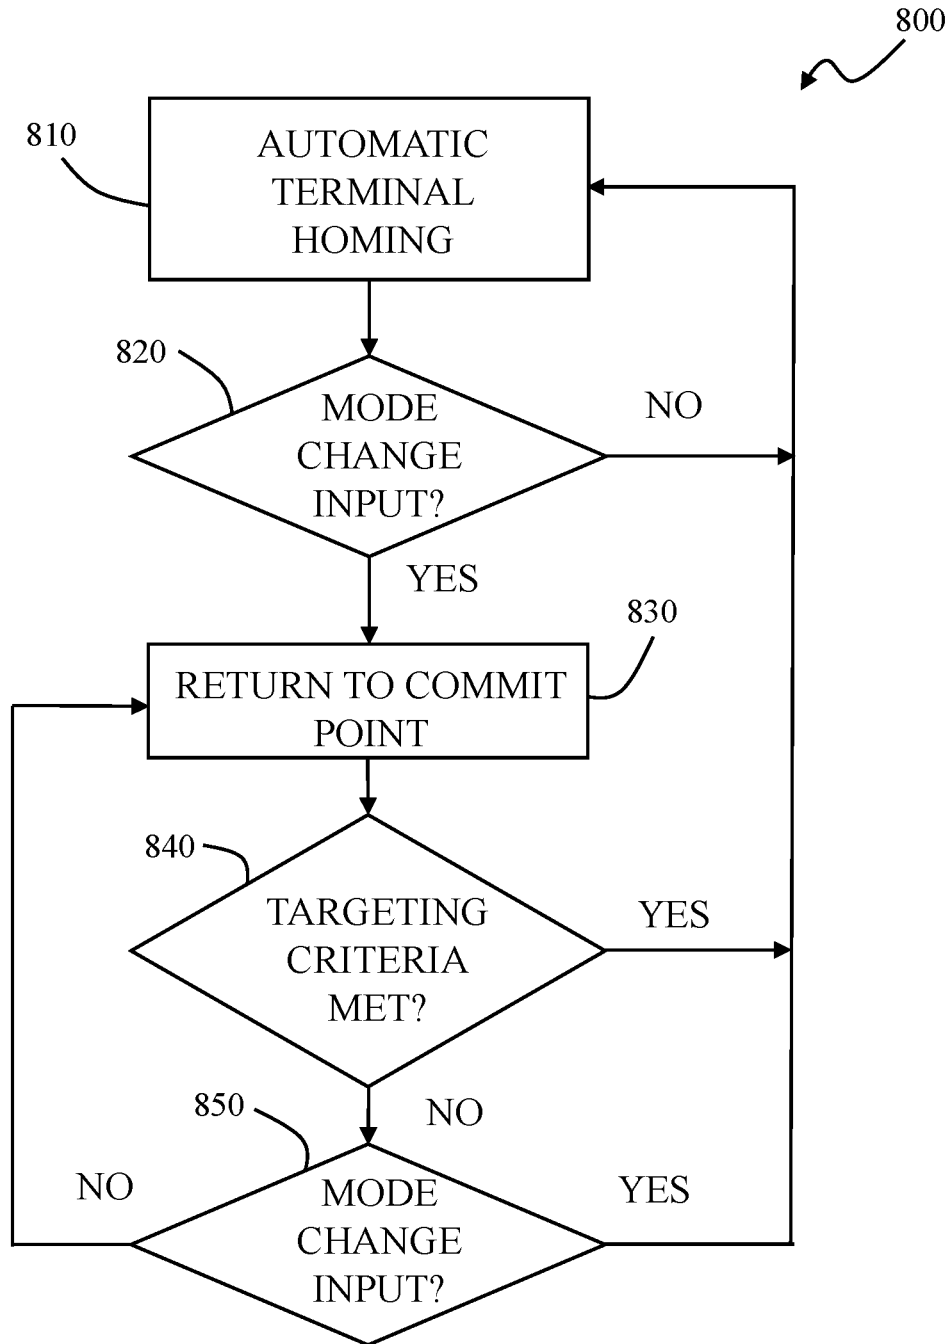 800
810
AUTOMATIC
TERMINAL
HOMING
820
MODE
CHANGE
INPUT?
NO
YES
830
RETURN TO COMMIT
POINT
840
TARGETING
CRITERIA
MET?
YES
850
NO
NO
MODE
CHANGE
INPUT?
YES